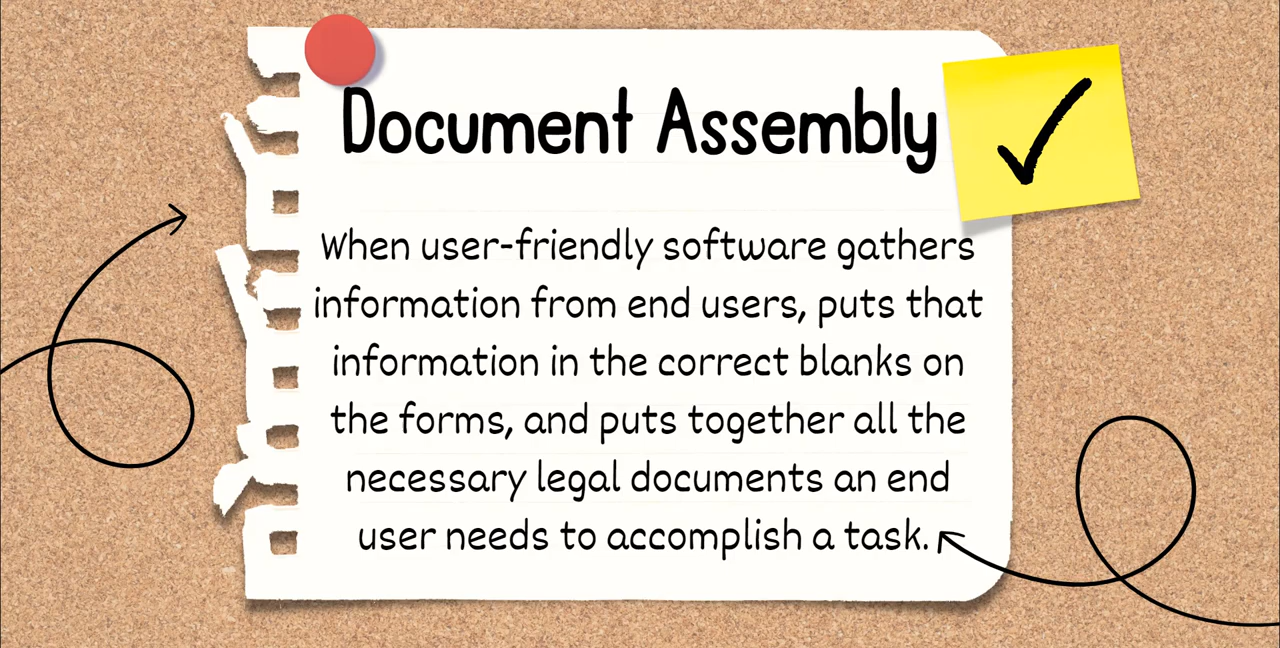 Document Assembly
When user-friendly software gathers
information from end users, puts that
information in the correct blanks on
the forms, and puts together all the
necessary legal documents an end
user needs to accomplish a task.